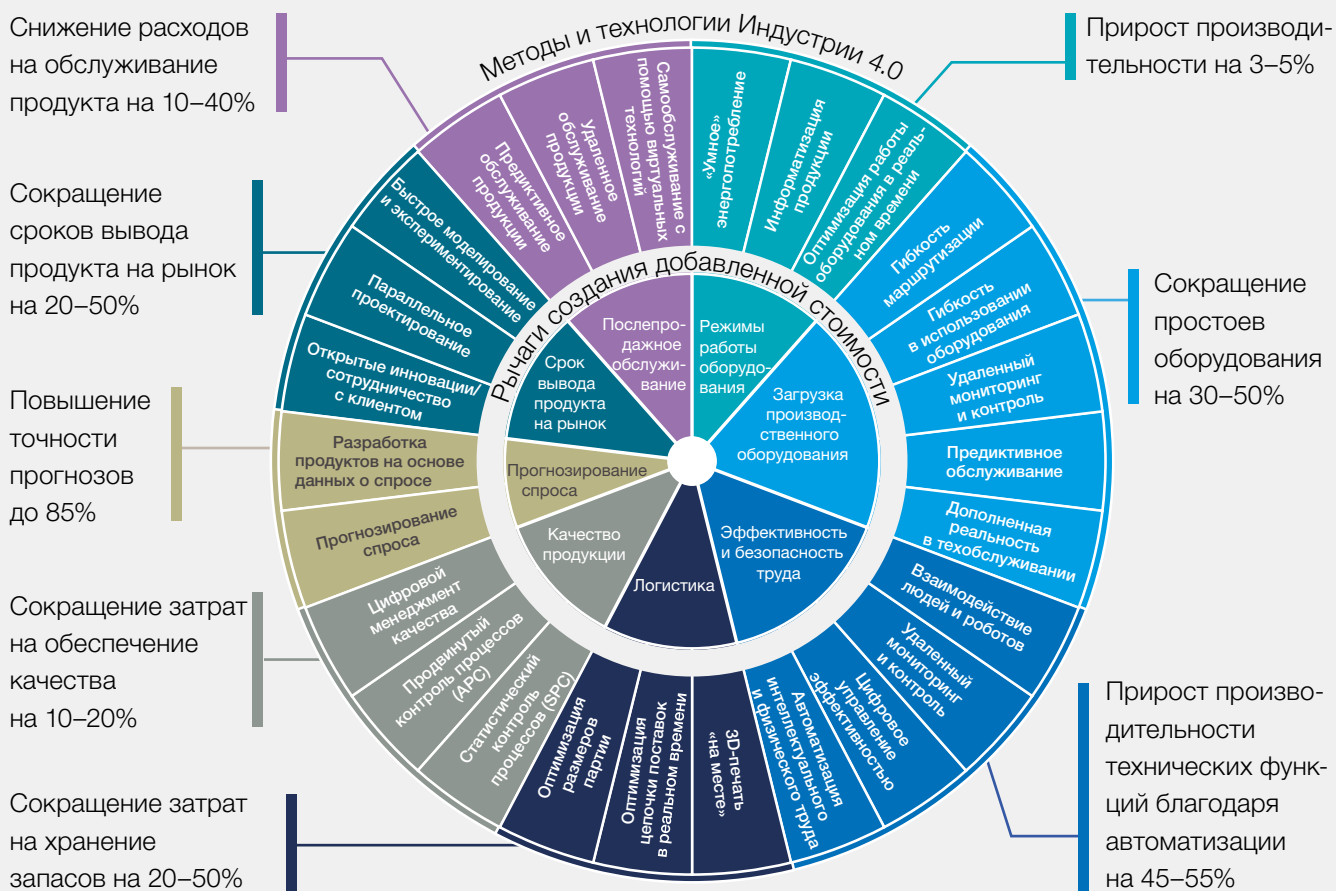 Методы и технологии Индустрии 4.0
Рычаги создания добавленной стоимости
Снижение расходов
на обслуживание
продукта на 10–40%
Сокращение
сроков вывода
продукта на рынок
на 20–50%
Повышение
точности
прогнозов
до 85%
Сокращение затрат
на обеспечение
качества
на 10–20%
Сокращение затрат
на хранение
запасов на 20–50%
Прирост производи-
тельности на 3–5%
Сокращение
простоев
оборудования
на 30–50%
Прирост произво-
дительности
технических функ-
ций благодаря
автоматизации
на 45–55%
«Умное»
энергопотребление
Информатизация
продукции
Оптимизация работы
оборудования в реаль-
ном времени
Гибкость
маршрутизации
Гибкость
в использовании
оборудования
Удаленный
мониторинг
и контроль
Предиктивное
обслуживание
Дополненная
реальность
в техобслуживании
Взаимодействие
людей и роботов
Удаленный
мониторинг
и контроль
Цифровое
управление
эффективностью
Автоматизация
интеллектуального
и физического труда
3D-печать
«на месте»
Оптимизация
цепочки поставок
в реальном времени
Оптимизация
размеров
партии
Статистический
контроль
процессов (SPC)
Продвинутый
контроль процессов
(APC)
Цифровой
менеджмент
качества
Прогнозирование
спроса
Разработка
продуктов на основе
данных о спросе
Открытые инновации/
сотрудничество
с клиентом
Параллельное
проектирование
Быстрое моделирование
и экспериментирование
Предиктивное
обслуживание
продукции
Удаленное
обслуживание
продукции
Самообслуживание с
помощью виртуальных
технологий
Режимы
работы
оборудо-
вания
Загрузка
производ-
ственного
оборудования
Эффективность
и безопасность
труда
Логистика
Качество
продукции
Прогнозирование
спроса
Срок
вывода
продукта
на рынок
Послепро-
дажное
обслужи-
вание